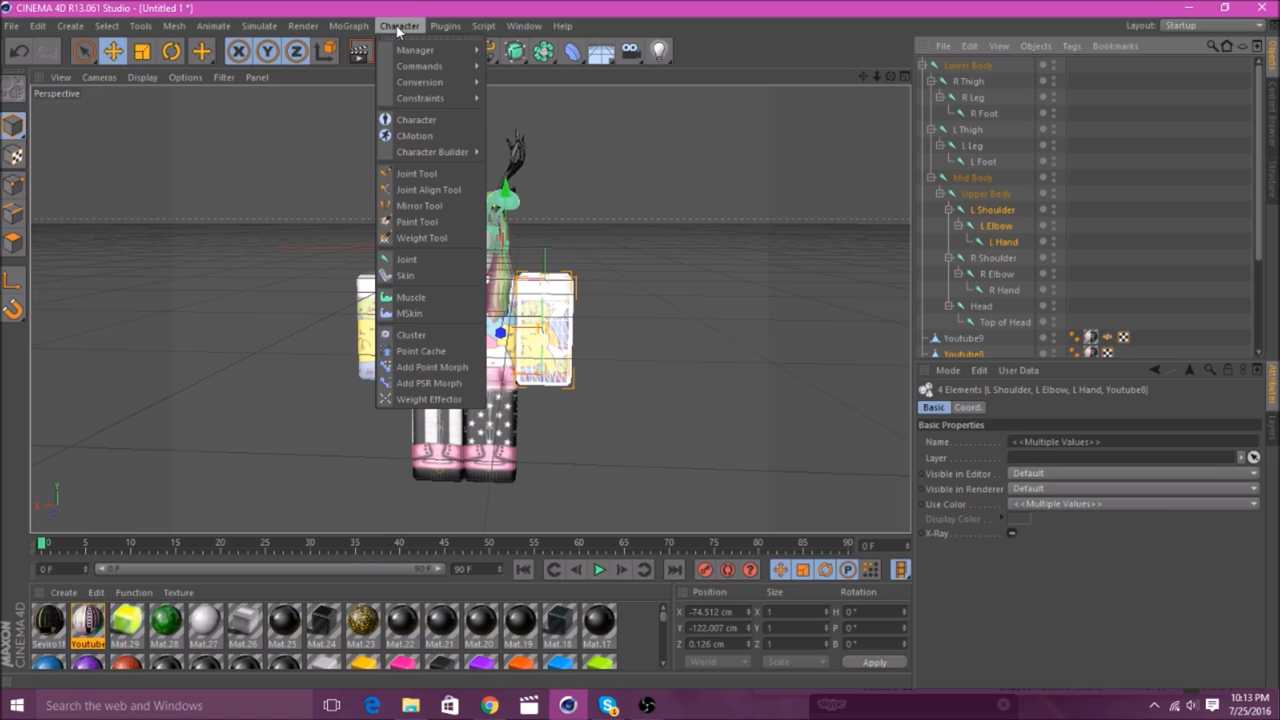 CINEMA 4D R13.061 Studio - [Untitled 1 *]
File Edit Create Select Tools Mesh Animate Simulate Render MoGraph Character Plugins Script Window Help
Layout: Startup
View Cameras Display Options Filter Panel
Perspective
Manager
Commands
Conversion
Constraints
Character
CMotion
Character Builder
Joint Tool
Joint Align Tool
Mirror Tool
Paint Tool
Weight Tool
Joint
Skin
Muscle
MSkin
Cluster
Point Cache
Add Point Morph
Add PSR Morph
Weight Effector
File Edit View Objects Tags Bookmarks
Lower Body
R Thigh
R Leg
R Foot
L Thigh
L Leg
L Foot
Mid Body
Upper Body
L Shoulder
L Elbow
L Hand
R Shoulder
R Elbow
R Hand
Head
Top of Head
Youtube9
Youtube8
Objects
Content Browser
Structure
Mode Edit User Data
4 Elements [L Shoulder, L Elbow, L Hand, Youtube8]
Basic Coord.
Basic Properties
Name <<Multiple Values>>
Layer
Visible in Editor Default
Visible in Renderer Default
Use Color <<Multiple Values>>
Display Color
X-Ray
Attributes
Layers
0 5 10 15 20 25 30 35 40 45 50 55 60 65 70 75 80 85 90 0 F
0 F 0 F 90 F 90 F
Create Edit Function Texture
Seviro1 Youtube Mat.29 Mat.28 Mat.27 Mat.26 Mat.25 Mat.24 Mat.23 Mat.22 Mat.21 Mat.20 Mat.19 Mat.18 Mat.17
Position Size Rotation
X -74.512 cm X 1 H 0°
Y -122.007 cm Y 1 P 0°
Z 0.126 cm Z 1 B 0°
World Scale Apply
MAXON
CINEMA 4D
Search the web and Windows
10:13 PM
7/25/2016